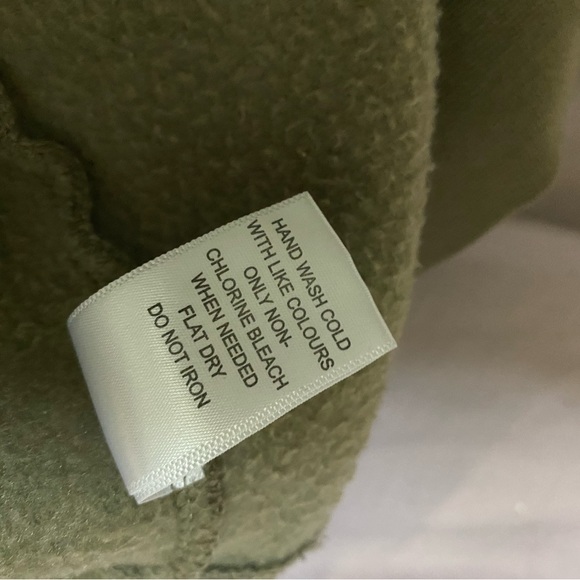 HAND WASH COLD
WITH LIKE COLOURS
ONLY NON-
CHLORINE BLEACH
WHEN NEEDED
FLAT DRY
DO NOT IRON